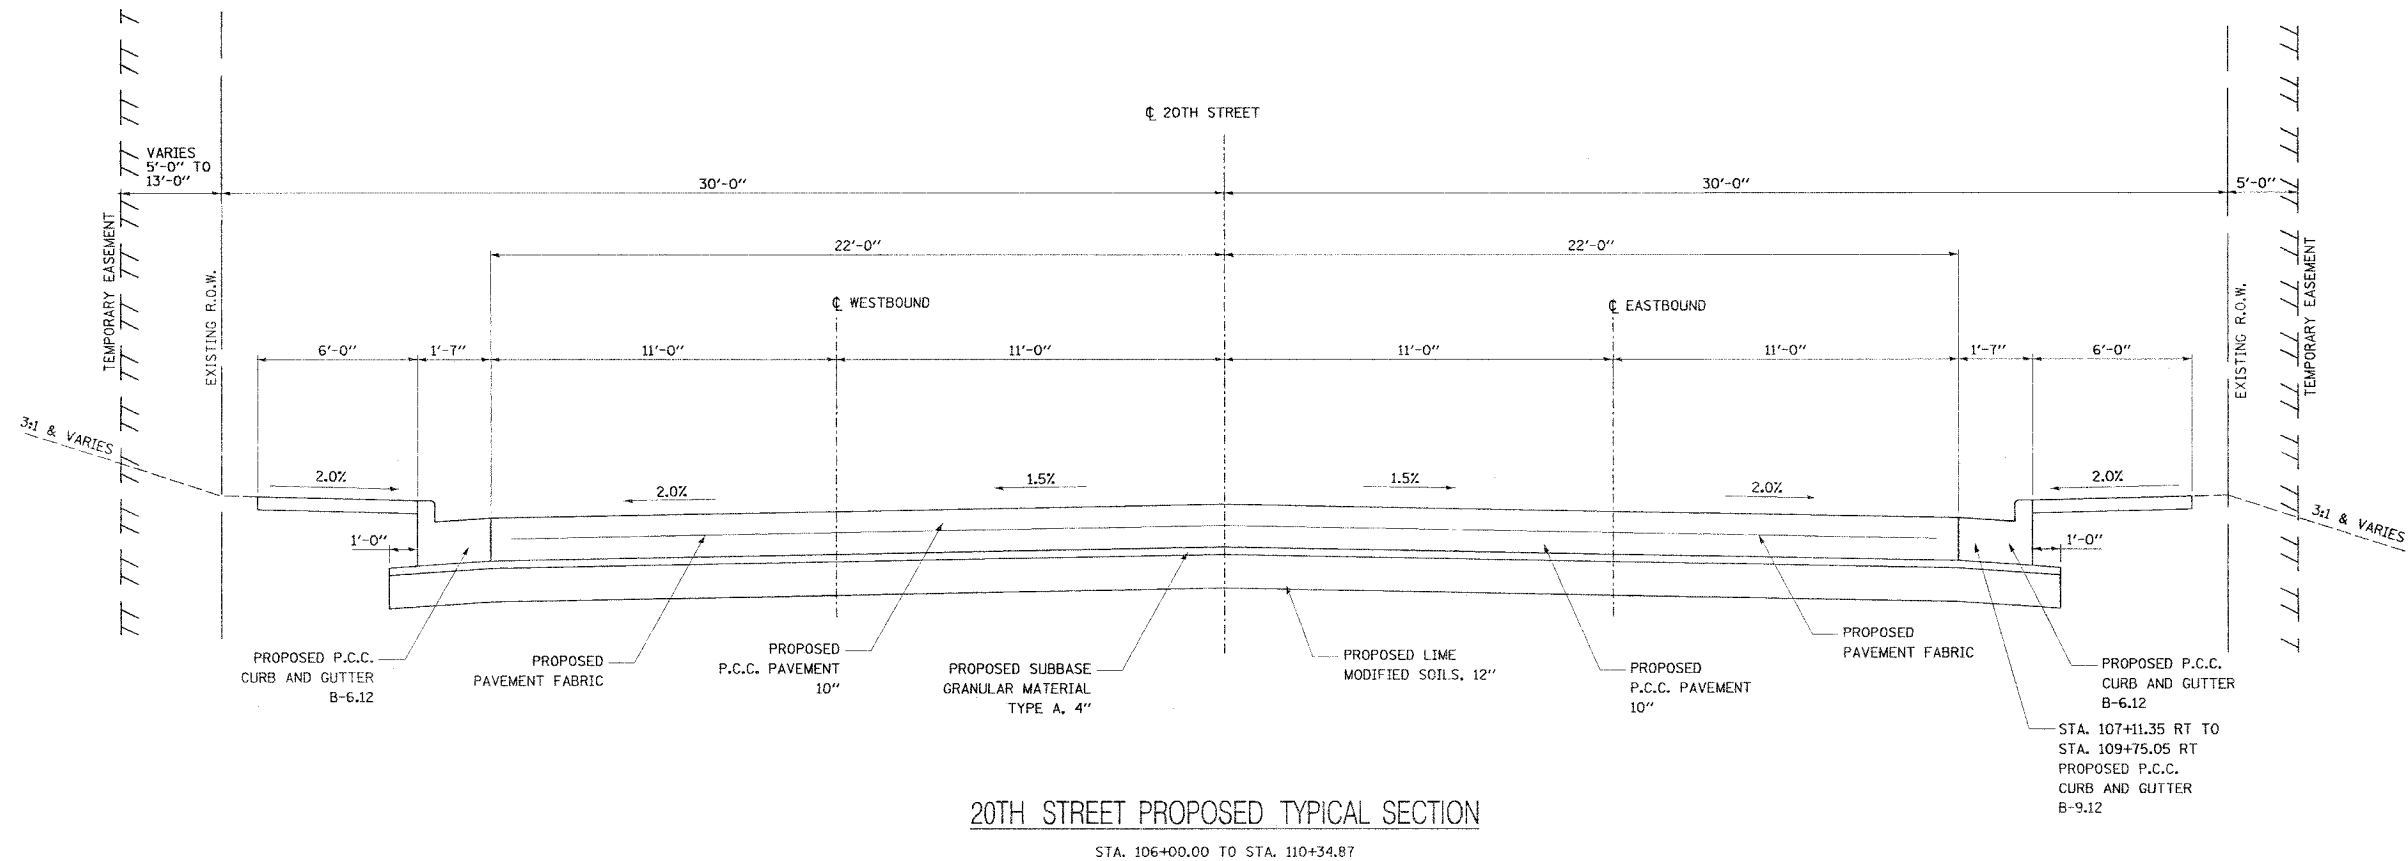 ℄ 20TH STREET
VARIES
5'-0" TO
13'-0"
30'-0"
30'-0"
5'-0"
TEMPORARY EASEMENT
EXISTING R.O.W.
22'-0"
22'-0"
EXISTING R.O.W.
TEMPORARY EASEMENT
℄ WESTBOUND
℄ EASTBOUND
6'-0"
1'-7"
11'-0"
11'-0"
11'-0"
11'-0"
1'-7"
6'-0"
3:1 & VARIES
2.0%
2.0%
1.5%
1.5%
2.0%
2.0%
3:1 & VARIES
1'-0"
1'-0"
PROPOSED P.C.C.
CURB AND GUTTER
B-6.12
PROPOSED
PAVEMENT FABRIC
PROPOSED
P.C.C. PAVEMENT
10"
PROPOSED SUBBASE
GRANULAR MATERIAL
TYPE A, 4"
PROPOSED LIME
MODIFIED SOILS, 12"
PROPOSED
P.C.C. PAVEMENT
10"
PROPOSED
PAVEMENT FABRIC
PROPOSED P.C.C.
CURB AND GUTTER
B-6.12
STA. 107+11.35 RT TO
STA. 109+75.05 RT
PROPOSED P.C.C.
CURB AND GUTTER
B-9.12
20TH STREET PROPOSED TYPICAL SECTION
STA. 106+00.00 TO STA. 110+34.87